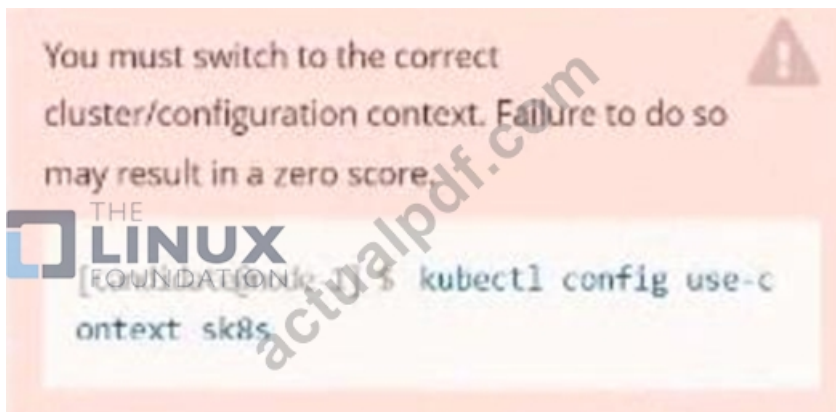 You must switch to the correct
cluster/configuration context. Failure to do so
may result in a zero score.
THE
LINUX
FOUNDATION
$ kubectl config use-c
ontext sk8s
actualpdf.com